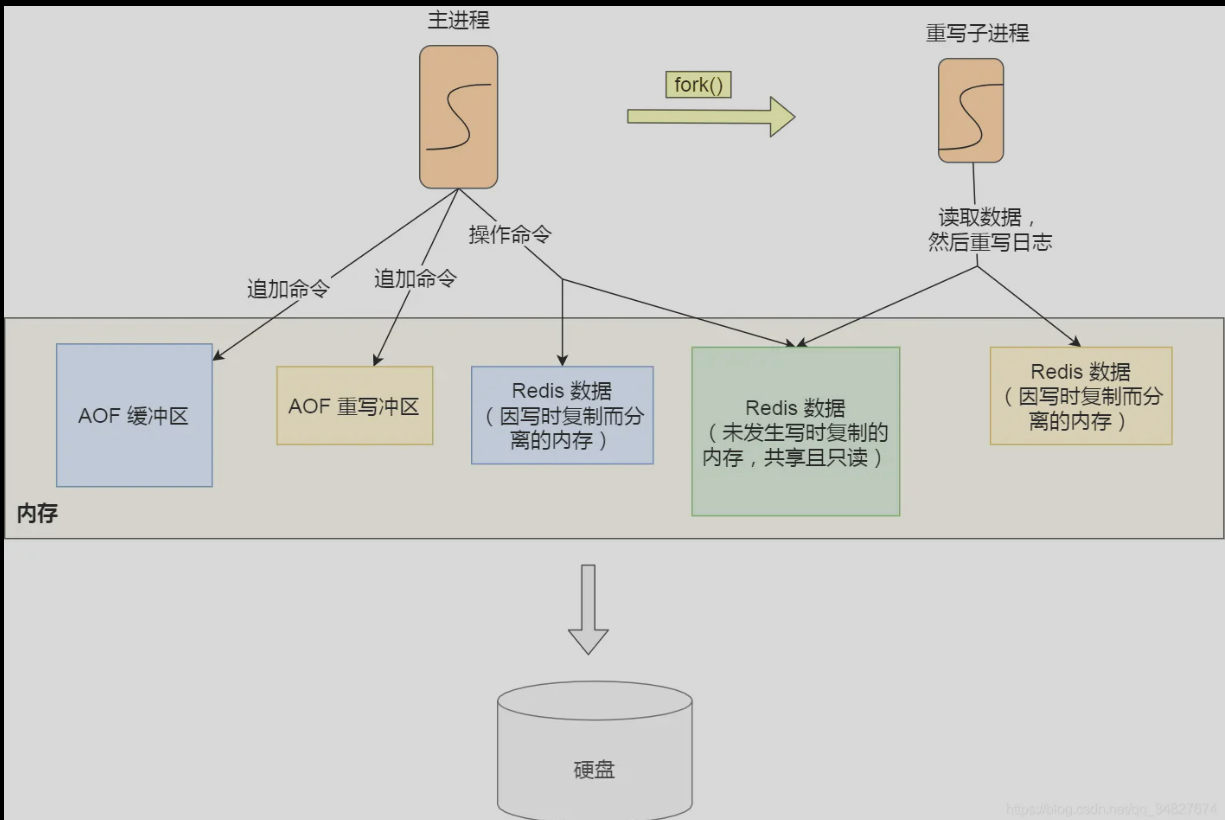 主进程
重写子进程
fork()
读取数据，
然后重写日志
操作命令
追加命令
追加命令
AOF 缓冲区
AOF 重写冲区
Redis 数据
（因写时复制而分
离的内存）
Redis 数据
（未发生写时复制的
内存，共享且只读）
Redis 数据
（因写时复制而分
离的内存）
内存
硬盘
https://blog.csdn.net/qq_34827674